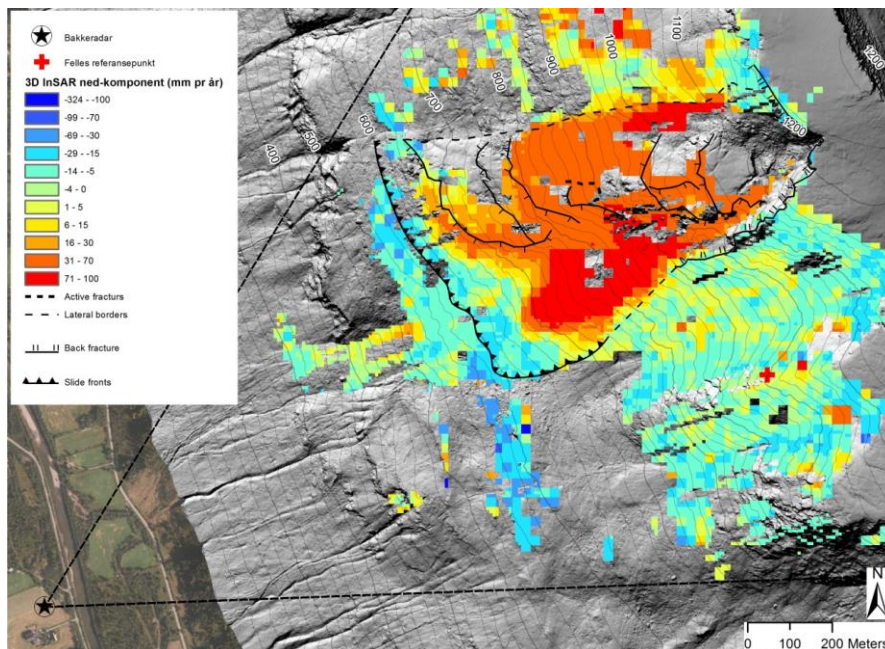 Bakkeradar
Felles referansepunkt
3D InSAR ned-komponent (mm pr år)
-324 - -100
-99 - -70
-69 - -30
-29 - -15
-14 - -5
-4 - 0
1 - 5
6 - 15
16 - 30
31 - 70
71 - 100
Active fracturs
Lateral borders
Back fracture
Slide fronts
400
500
600
700
800
900
1000
1100
1200
1200
N
0 100 200 Meters